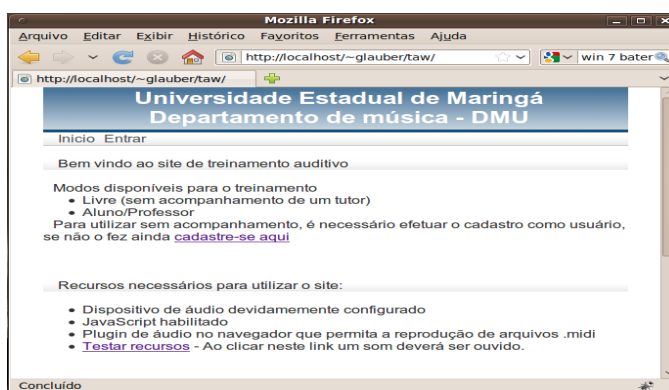 Mozilla Firefox
Arquivo Editar Exibir Histórico Favoritos Ferramentas Ajuda
http://localhost/~glauber/taw/ win 7 bater
http://localhost/~glauber/taw/
Universidade Estadual de Maringá
Departamento de música - DMU
Inicio Entrar
Bem vindo ao site de treinamento auditivo
Modos disponíveis para o treinamento
• Livre (sem acompanhamento de um tutor)
• Aluno/Professor
Para utilizar sem acompanhamento, é necessário efetuar o cadastro como usuário,
se não o fez ainda cadastre-se aqui
Recursos necessários para utilizar o site:
• Dispositivo de áudio devidamente configurado
• JavaScript habilitado
• Plugin de áudio no navegador que permita a reprodução de arquivos .midi
• Testar recursos - Ao clicar neste link um som deverá ser ouvido.
Concluído